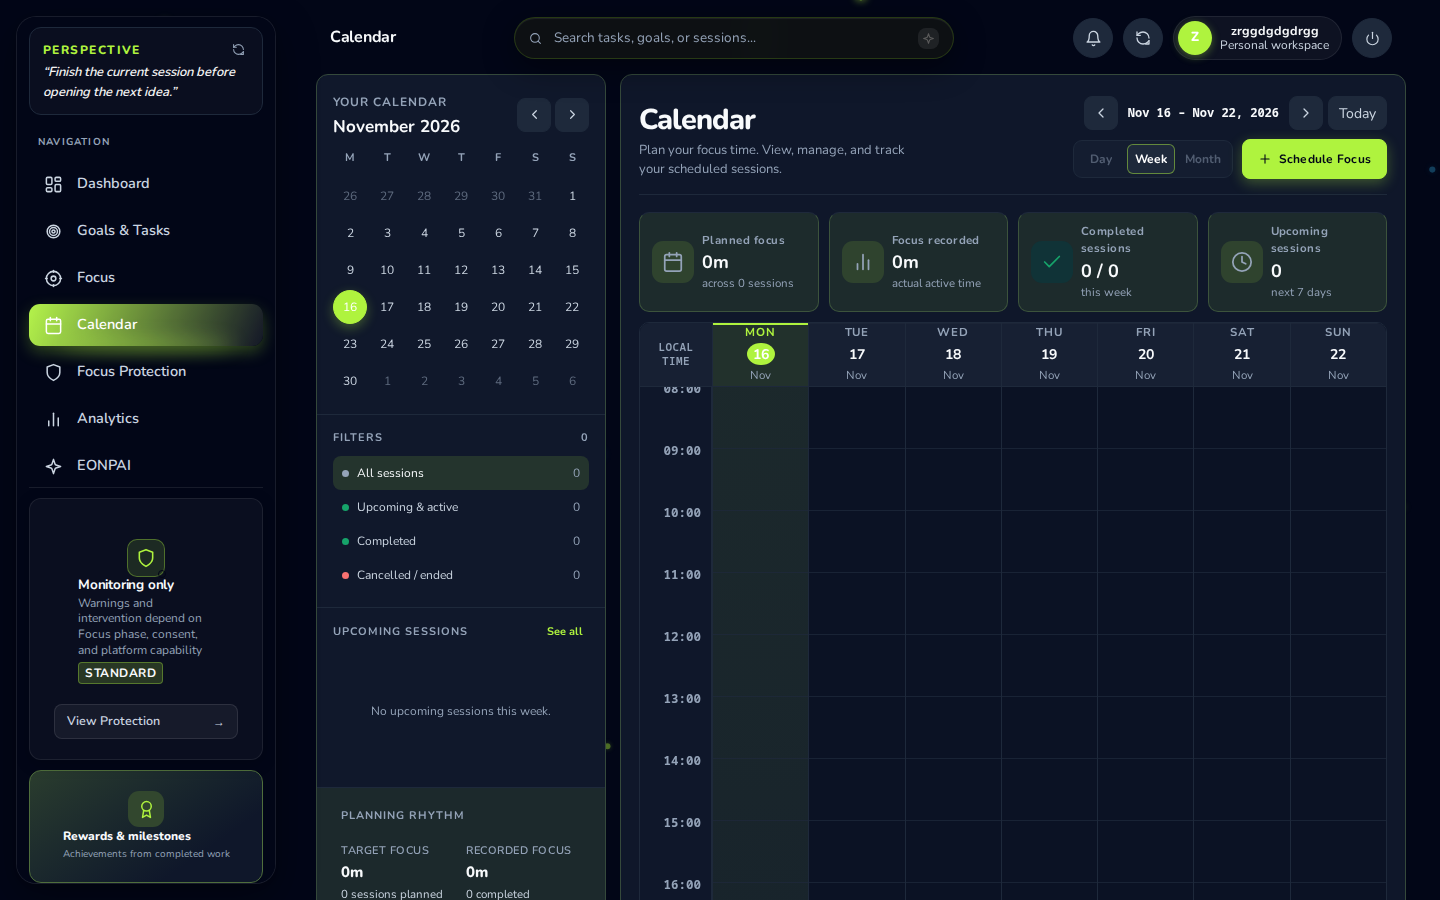 PERSPECTIVE
“Finish the current session before
opening the next idea.”
NAVIGATION
Dashboard
Goals & Tasks
Focus
Calendar
Focus Protection
Analytics
EONPAI
Monitoring only
Warnings and
intervention depend on
Focus phase, consent,
and platform capability
STANDARD
View Protection →
Rewards & milestones
Achievements from completed work
Calendar
Search tasks, goals, or sessions...
Z
zrggdgdgdrgg
Personal workspace
YOUR CALENDAR
November 2026
M T W T F S S
26 27 28 29 30 31 1
2 3 4 5 6 7 8
9 10 11 12 13 14 15
16 17 18 19 20 21 22
23 24 25 26 27 28 29
30 1 2 3 4 5 6
FILTERS 0
All sessions 0
Upcoming & active 0
Completed 0
Cancelled / ended 0
UPCOMING SESSIONS See all
No upcoming sessions this week.
PLANNING RHYTHM
TARGET FOCUS RECORDED FOCUS
0m 0m
0 sessions planned 0 completed
Calendar
Plan your focus time. View, manage, and track
your scheduled sessions.
Nov 16 - Nov 22, 2026
Today
Day Week Month
+ Schedule Focus
Planned focus
0m
across 0 sessions
Focus recorded
0m
actual active time
Completed
sessions
0 / 0
this week
Upcoming
sessions
0
next 7 days
LOCAL
TIME
MON TUE WED THU FRI SAT SUN
16 17 18 19 20 21 22
Nov Nov Nov Nov Nov Nov Nov
08:00
09:00
10:00
11:00
12:00
13:00
14:00
15:00
16:00